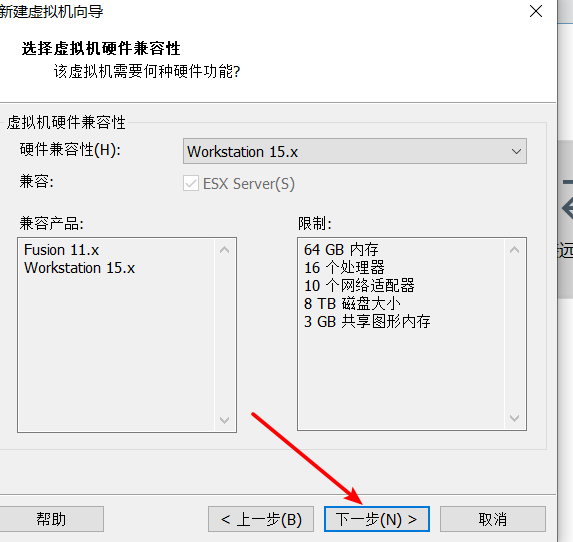 新建虚拟机向导
选择虚拟机硬件兼容性
该虚拟机需要何种硬件功能?
虚拟机硬件兼容性
硬件兼容性(H):
Workstation 15.x
兼容:
ESX Server(S)
兼容产品:
Fusion 11.x
Workstation 15.x
限制:
64 GB 内存
16 个处理器
10 个网络适配器
8 TB 磁盘大小
3 GB 共享图形内存
远
帮助
< 上一步(B)
下一步(N) >
取消